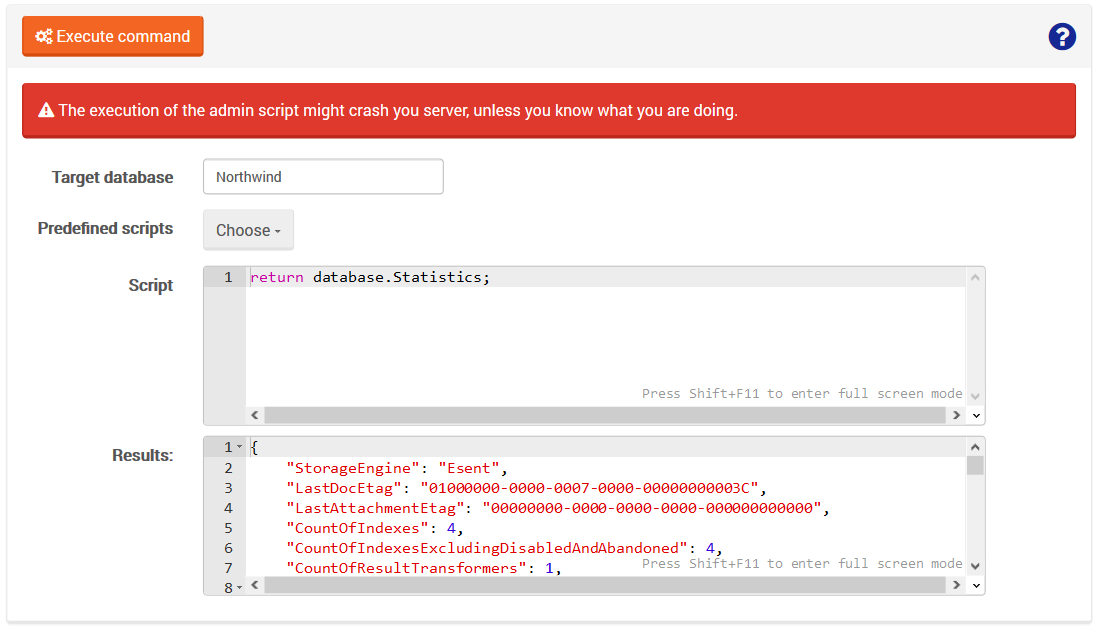 Execute command
?
The execution of the admin script might crash you server, unless you know what you are doing.
Target database Northwind
Predefined scripts Choose
Script
1 return database.Statistics;
Press Shift+F11 to enter full screen mode
Results:
1 {
2 "StorageEngine": "Esent",
3 "LastDocEtag": "01000000-0000-0007-0000-00000000003C",
4 "LastAttachmentEtag": "00000000-0000-0000-0000-000000000000",
5 "CountOfIndexes": 4,
6 "CountOfIndexesExcludingDisabledAndAbandoned": 4,
7 "CountOfResultTransformers": 1,
Press Shift+F11 to enter full screen mode
8